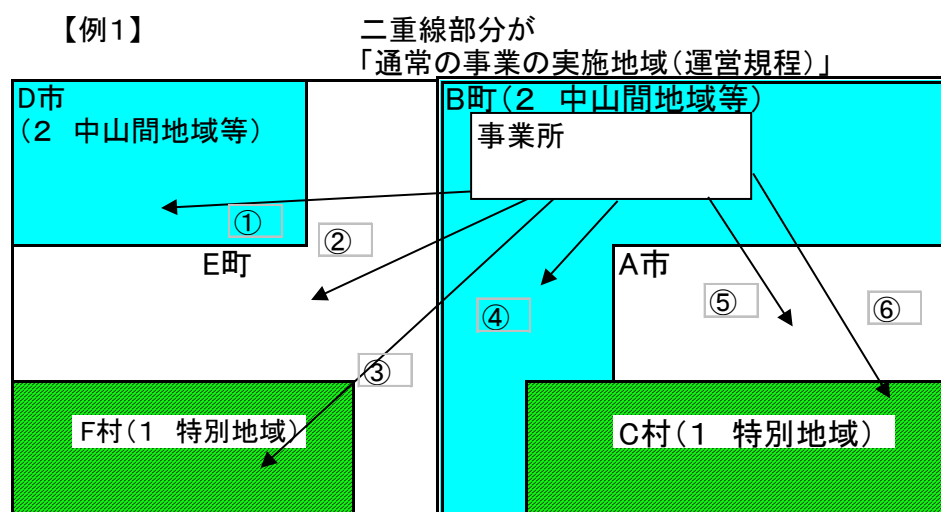 【例1】
二重線部分が
「通常の事業の実施地域(運営規程)」
D市
(2 中山間地域等)
B町(2 中山間地域等)
事業所
①
②
E町
A市
④
⑤
⑥
③
F村(1 特別地域)
C村(1 特別地域)